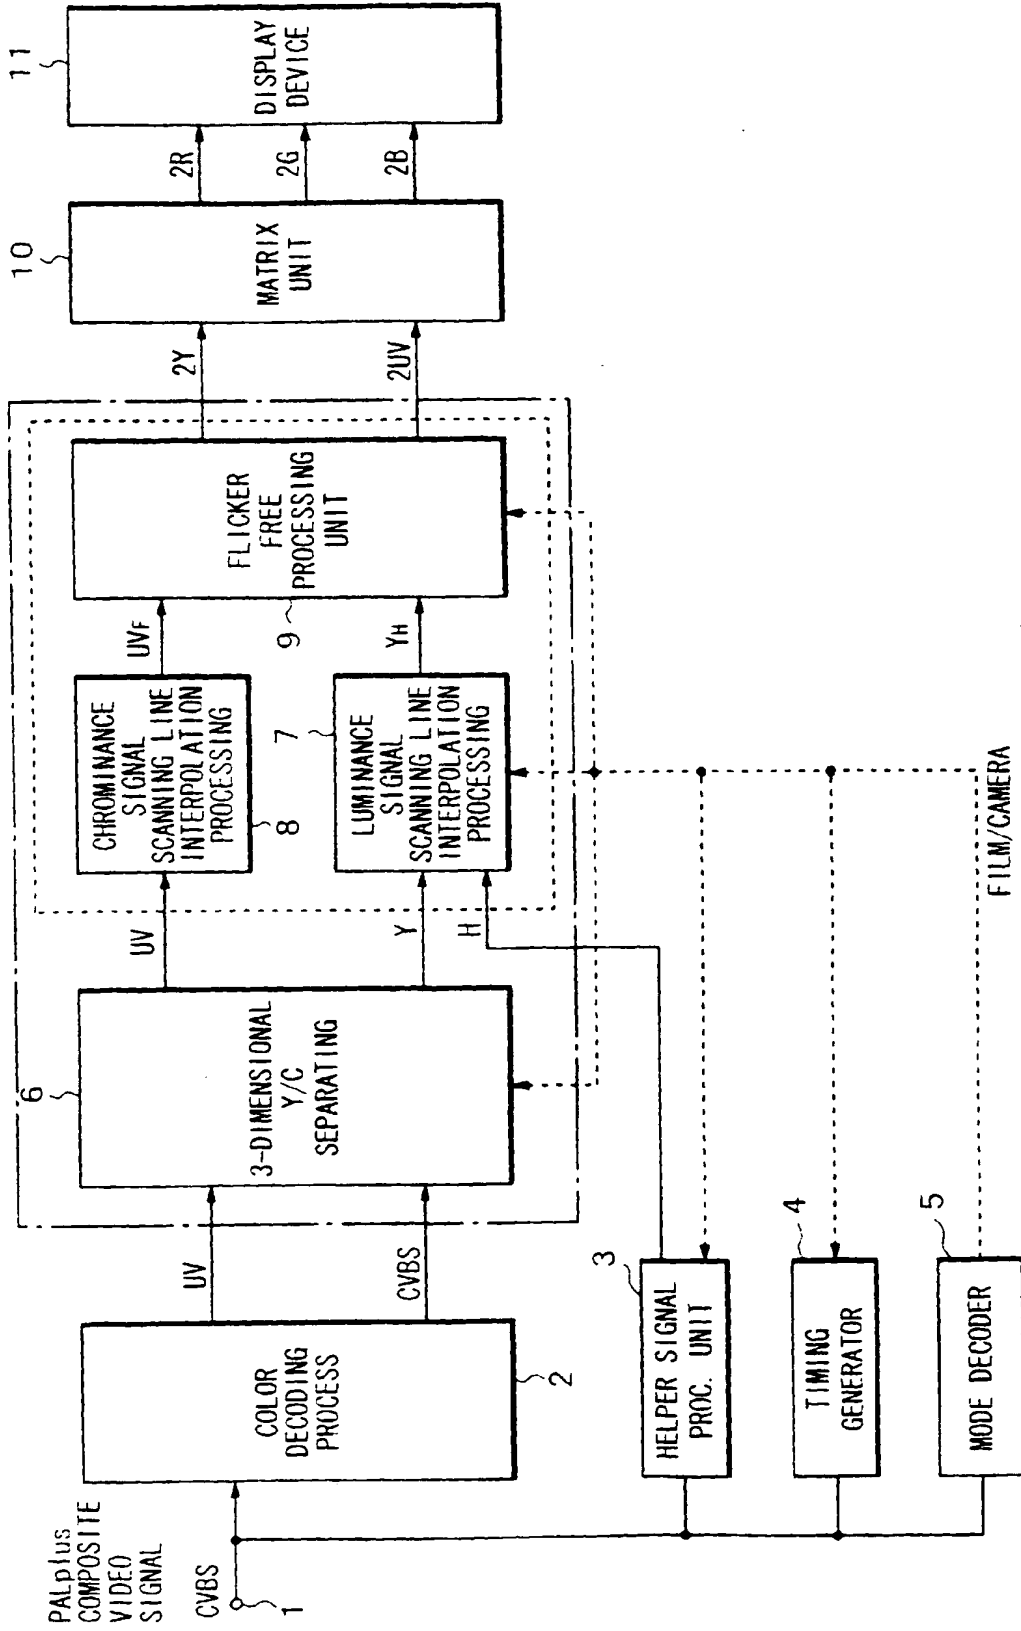 PALplus
COMPOSITE
VIDEO
SIGNAL
CVBS
1
COLOR
DECODING
PROCESS
2
UV
CVBS
3-DIMENSIONAL
Y/C
SEPARATING
6
UV
Y
H
CHROMINANCE
SIGNAL
SCANNING LINE
INTERPOLATION
PROCESSING
8
LUMINANCE
SIGNAL
SCANNING LINE
INTERPOLATION
PROCESSING
7
UVF
YH
FLICKER
FREE
PROCESSING
UNIT
9
2Y
2UV
MATRIX
UNIT
10
2R
2G
2B
DISPLAY
DEVICE
11
HELPER SIGNAL
PROC. UNIT
3
TIMING
GENERATOR
4
MODE DECODER
5
FILM/CAMERA